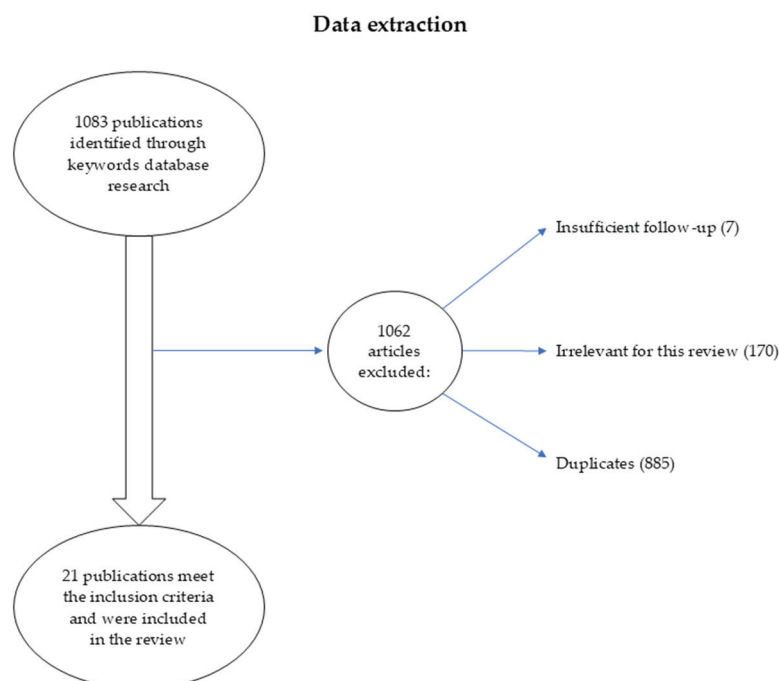 Data extraction
1083 publications
identified through
keywords database
research
Insufficient follow-up (7)
1062
articles
excluded:
Irrelevant for this review (170)
Duplicates (885)
21 publications meet
the inclusion criteria
and were included
in the review